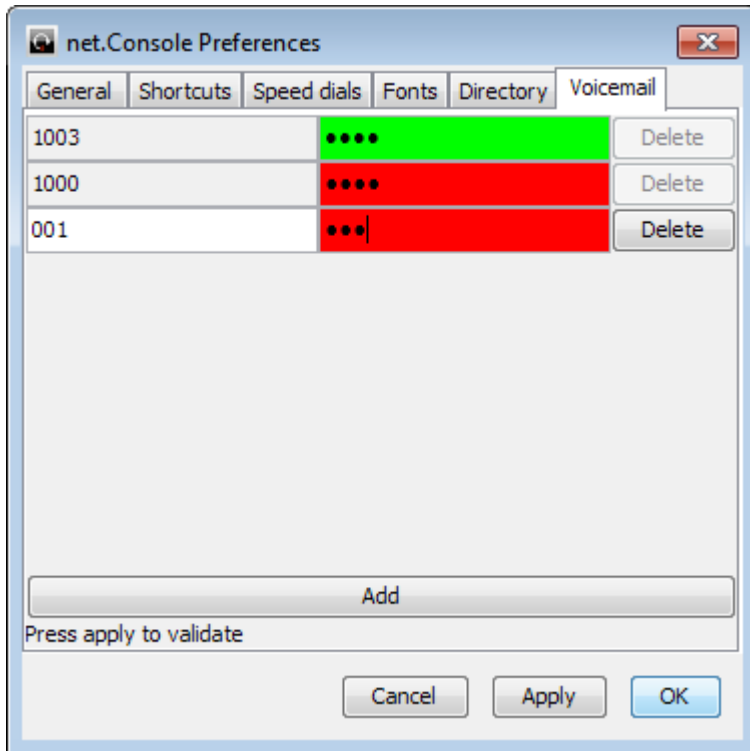 net.Console Preferences
General Shortcuts Speed dials Fonts Directory Voicemail
1003 •••• Delete
1000 •••• Delete
001 ••• Delete
Add
Press apply to validate
Cancel Apply OK